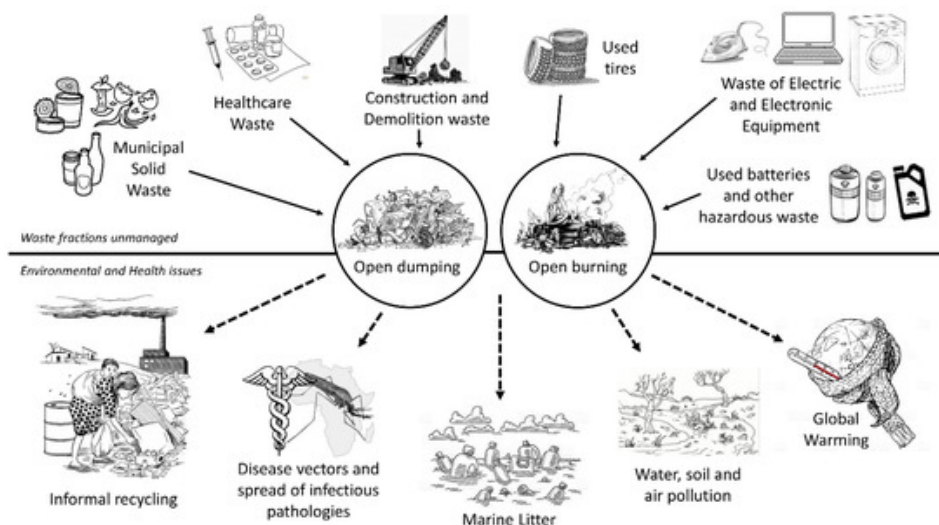 Healthcare
Waste
Construction and
Demolition waste
Used
tires
Waste of Electric
and Electronic
Equipment
Municipal
Solid
Waste
Used batteries
and other
hazardous waste
Waste fractions unmanaged
Open dumping
Open burning
Environmental and Health issues
Informal recycling
Disease vectors and
spread of infectious
pathologies
Marine Litter
Water, soil and
air pollution
Global
Warming